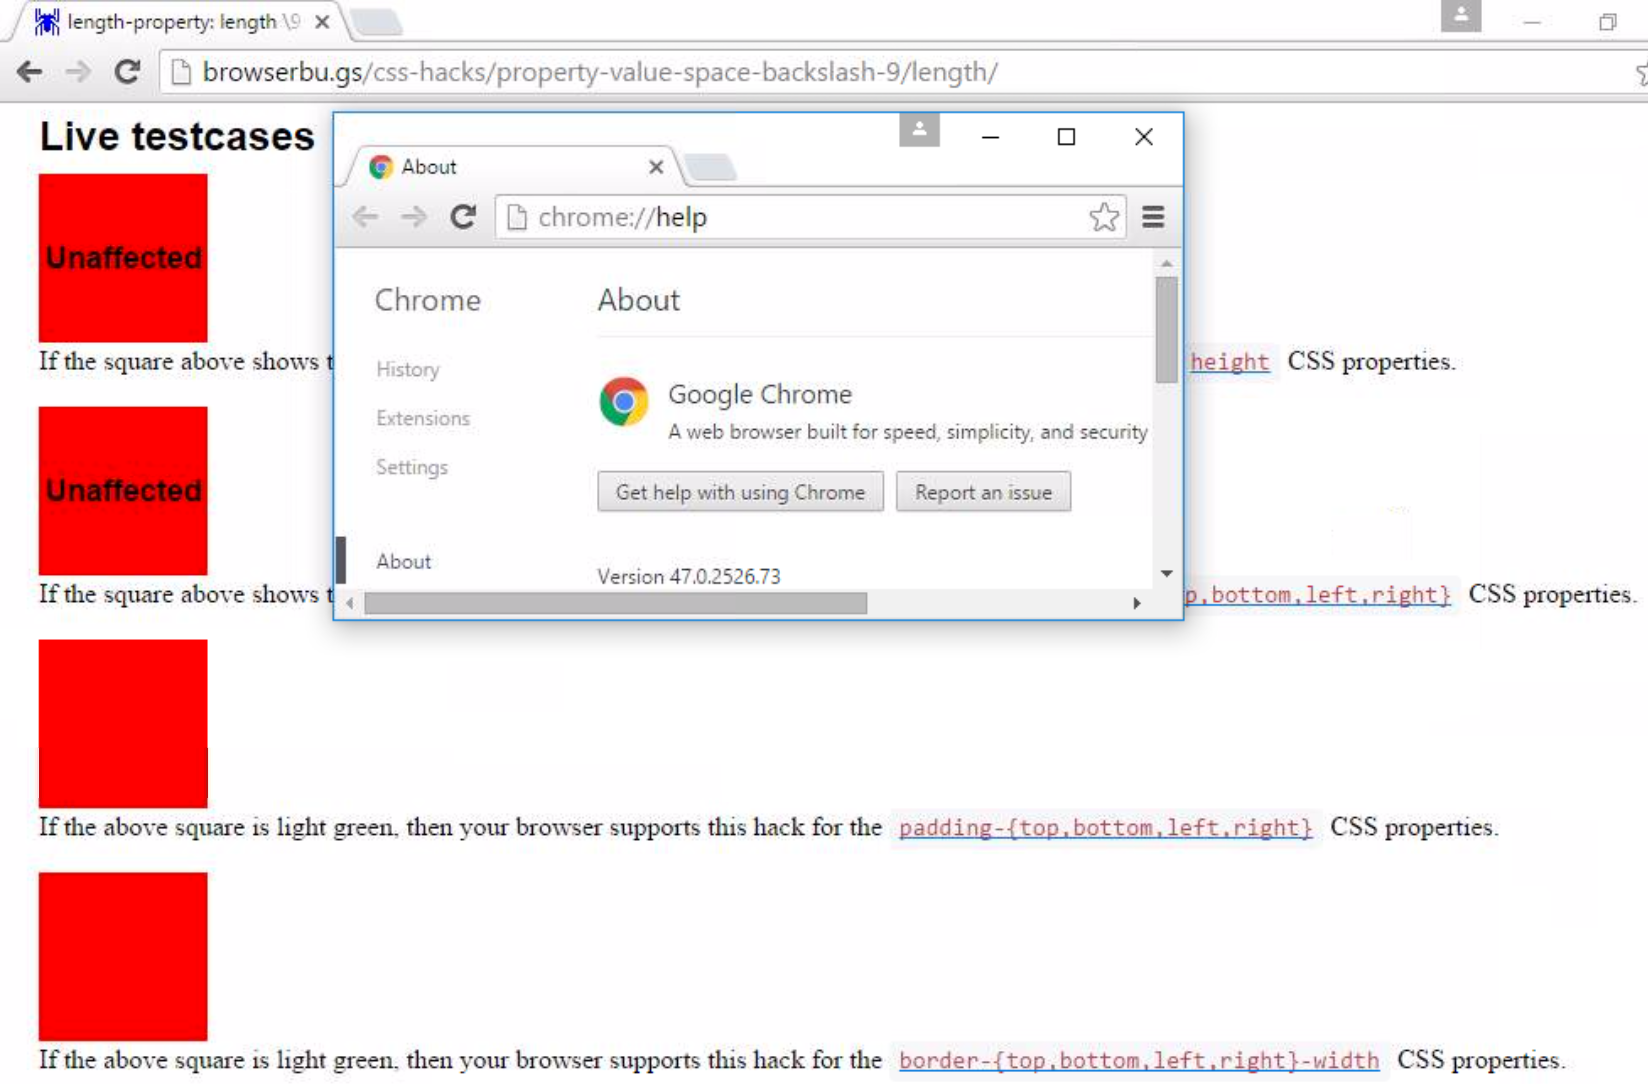 length-property: length \9
browserbu.gs/css-hacks/property-value-space-backslash-9/length/
Live testcases
Unaffected
If the square above shows t
height CSS properties.
Unaffected
If the square above shows t
p,bottom,left,right} CSS properties.
If the above square is light green, then your browser supports this hack for the padding-{top,bottom,left,right} CSS properties.
If the above square is light green, then your browser supports this hack for the border-{top,bottom,left,right}-width CSS properties.
About
chrome://help
Chrome
History
Extensions
Settings
About
About
Google Chrome
A web browser built for speed, simplicity, and security
Get help with using Chrome
Report an issue
Version 47.0.2526.73